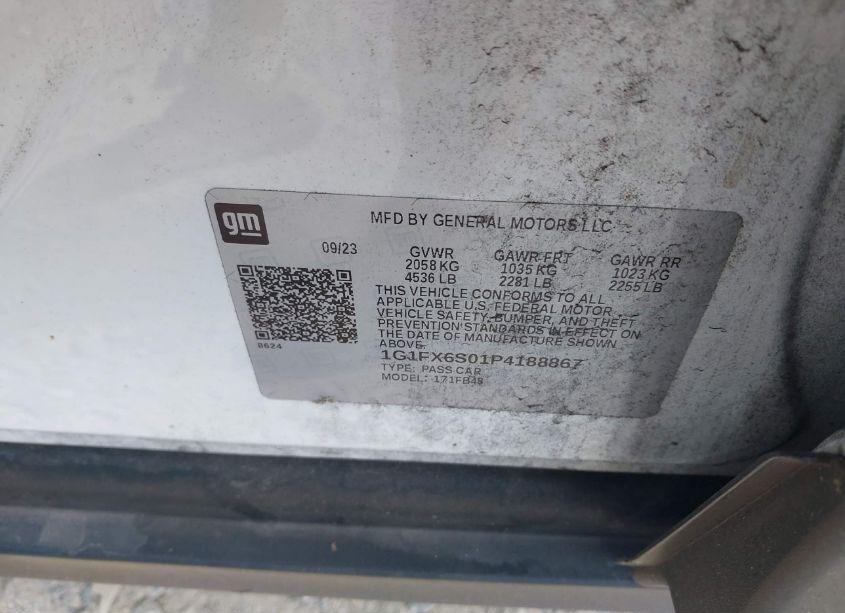 gm
MFD BY GENERAL MOTORS LLC
09/23
GVWR GAWR FRT GAWR RR
2058 KG 1035 KG 1023 KG
4536 LB 2281 LB 2255 LB
THIS VEHICLE CONFORMS TO ALL
APPLICABLE U.S. FEDERAL MOTOR
VEHICLE SAFETY, BUMPER, AND THEFT
PREVENTION STANDARDS IN EFFECT ON
THE DATE OF MANUFACTURE SHOWN
ABOVE.
8624
1G1FX6S01P4188867
TYPE: PASS CAR
MODEL: 171FB48